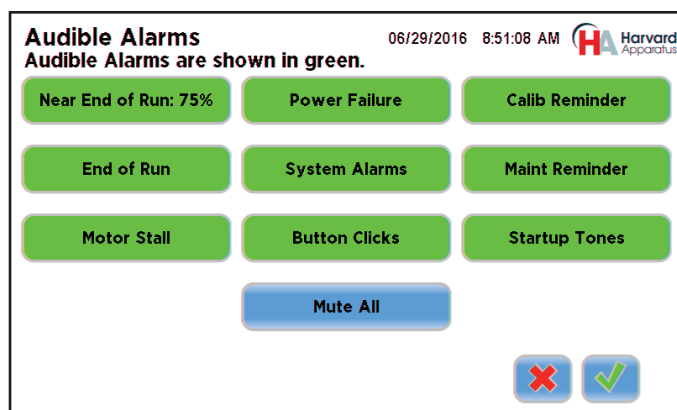 Audible Alarms
06/29/2016 8:51:08 AM
HA Harvard
Apparatus
Audible Alarms are shown in green.
Near End of Run: 75% Power Failure Calib Reminder
End of Run System Alarms Maint Reminder
Motor Stall Button Clicks Startup Tones
Mute All